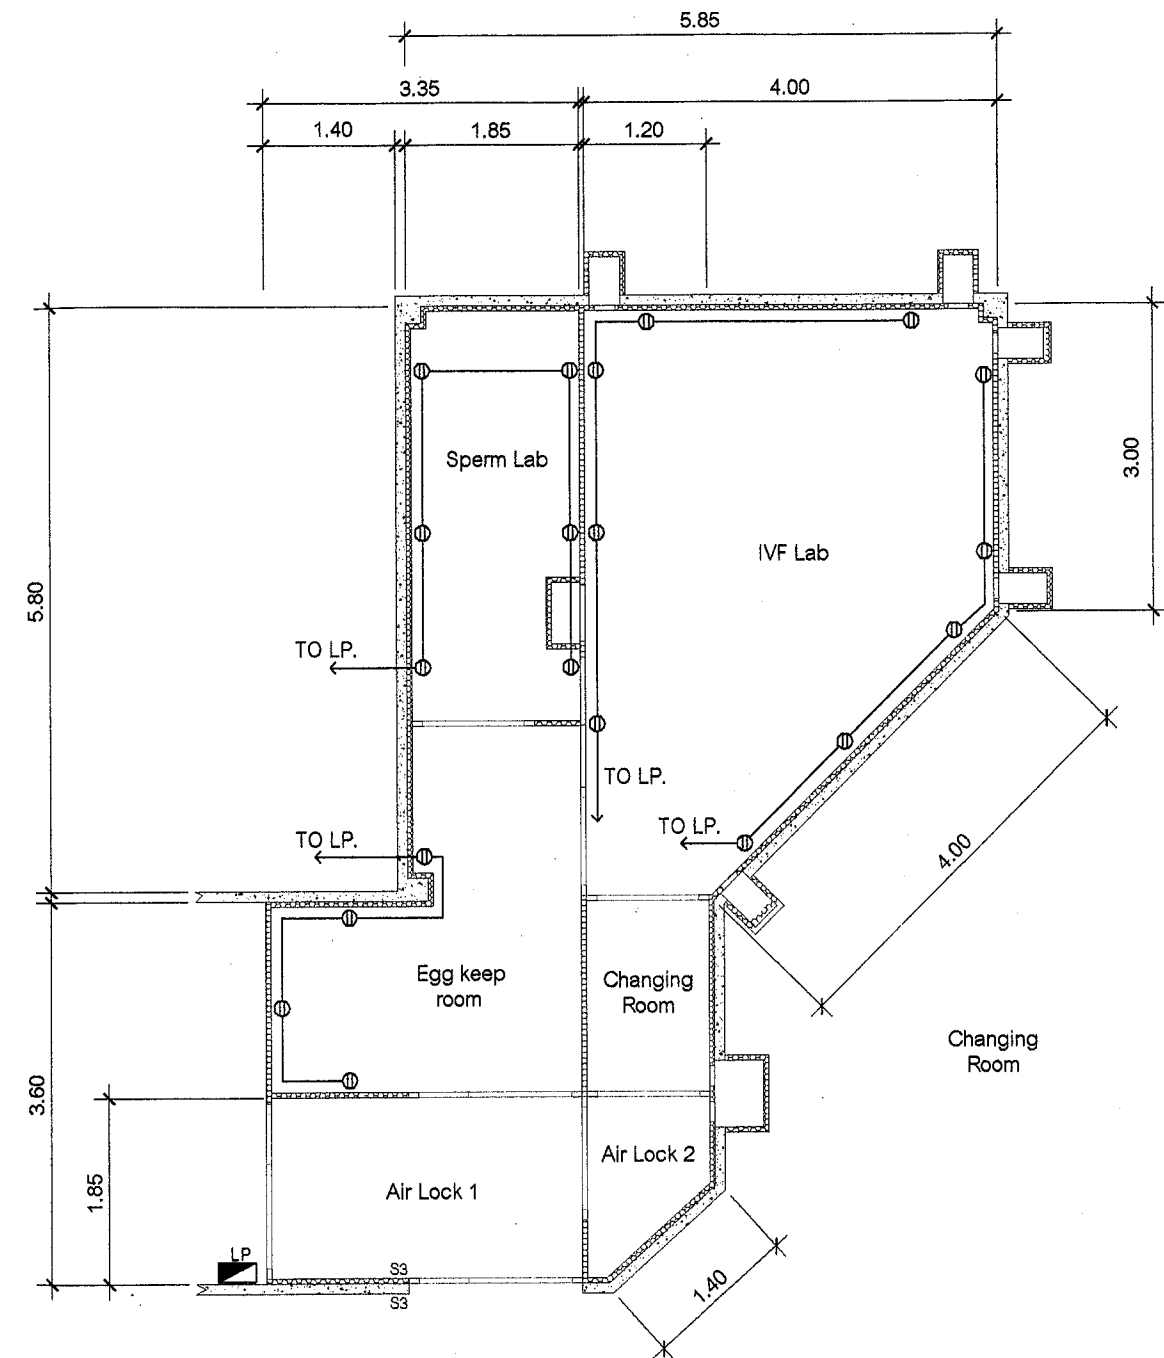 5.85
3.35
4.00
1.40
1.85
1.20
Sperm Lab
3.00
IVF Lab
5.80
TO LP.
TO LP.
TO LP.
TO LP.
4.00
Egg keep
room
Changing
Room
Changing
Room
3.60
Air Lock 2
1.85
Air Lock 1
LP
S3
S3
1.40